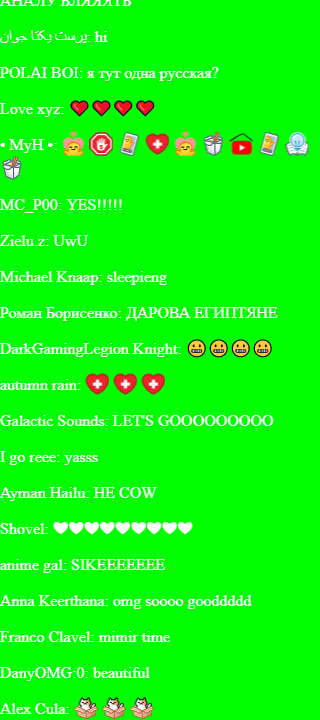 АНАЛУ БЛЯЯЯТЬ
پرست یکتا جوان: hi
POLAI BOI: я тут одна русская?
Love xyz: ❤️❤️❤️❤️
• MyH •:
MC_P00: YES!!!!!
Zielu.z: UwU
Michael Knaap: sleepieng
Роман Борисенко: ДАРОВА ЕГИПТЯНЕ
DarkGamingLegion Knight: 😬😬😬😬
autumn rain:
Galactic Sounds: LET'S GOOOOOOOOO
I go reee: yasss
Ayman Hailu: HE COW
Shovel: 🤍🤍🤍🤍🤍🤍🤍🤍🤍
anime gal: SIKEEEEEEE
Anna Keerthana: omg soooo gooddddd
Franco Clavel: mimir time
DanyOMG:0: beautiful
Alex Cula: